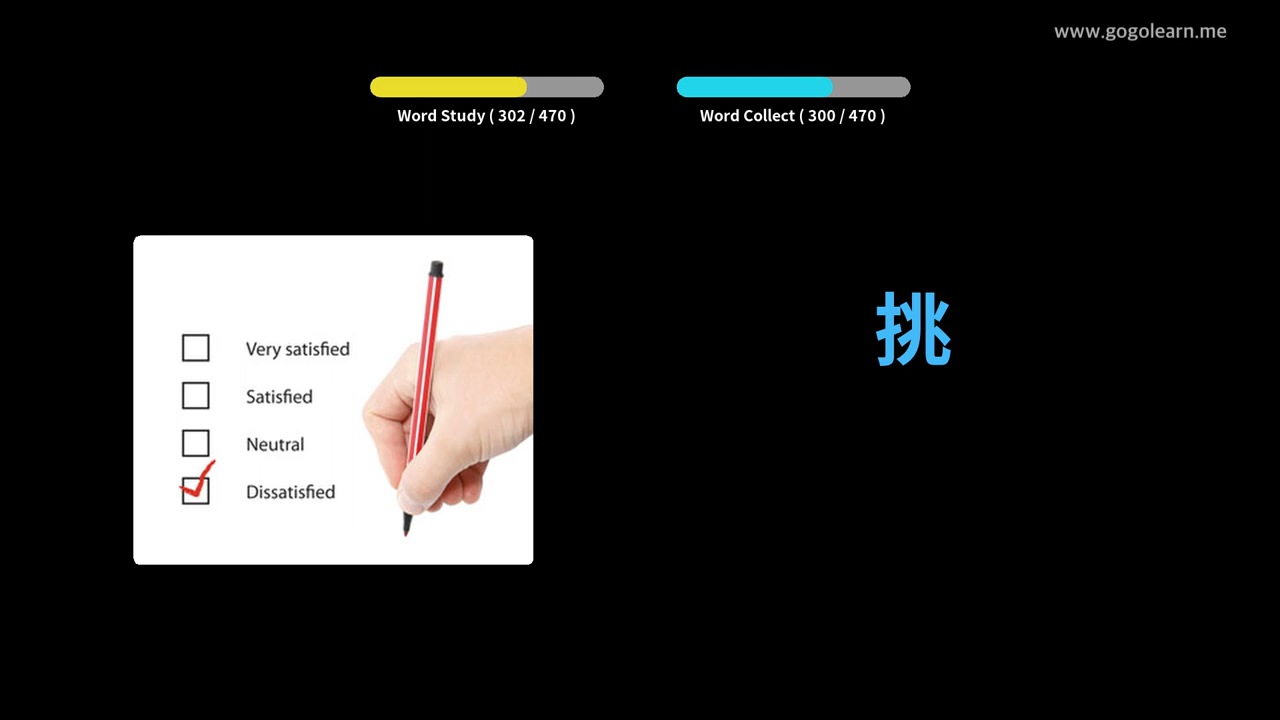 www.gogolearn.me
Word Study ( 302 / 470 )
Word Collect ( 300 / 470 )
Very satisfied
Satisfied
Neutral
Dissatisfied
挑